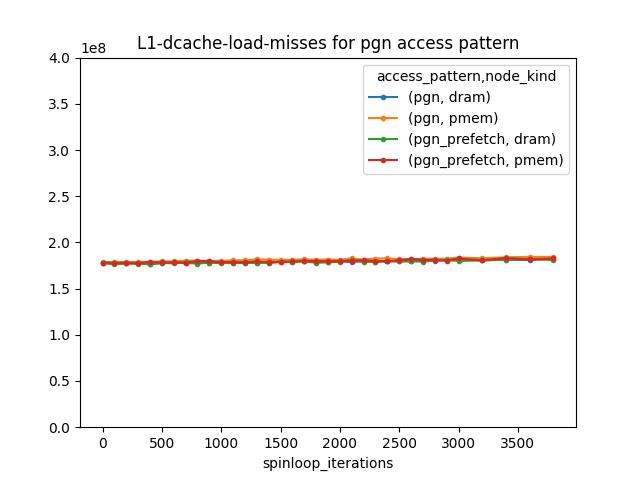 L1-dcache-load-misses for pgn access pattern
1e8
4.0
3.5
3.0
2.5
2.0
1.5
1.0
0.5
0.0
access_pattern,node_kind
(pgn, dram)
(pgn, pmem)
(pgn_prefetch, dram)
(pgn_prefetch, pmem)
0 500 1000 1500 2000 2500 3000 3500
spinloop_iterations